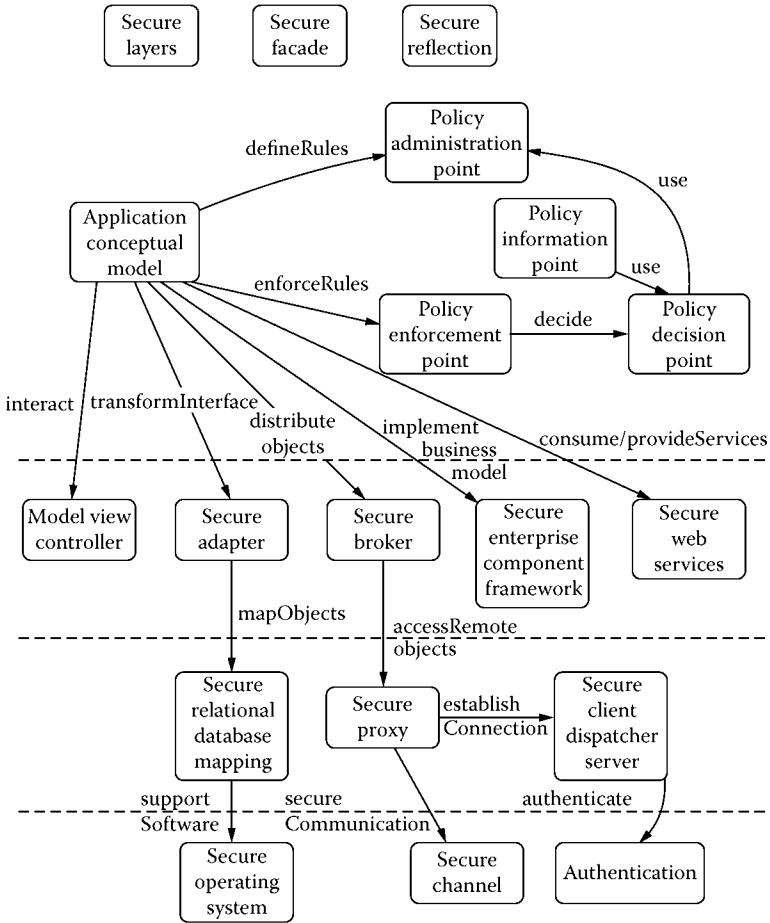 Secure
layers
Secure
facade
Secure
reflection
Policy
administration
point
defineRules
use
Application
conceptual
model
Policy
information
point
use
enforceRules
Policy
enforcement
point
decide
Policy
decision
point
interact
transformInterface
distribute
objects
implement
business
model
consume/provideServices
Model view
controller
Secure
adapter
Secure
broker
Secure
enterprise
component
framework
Secure
web
services
mapObjects
accessRemote
objects
Secure
relational
database
mapping
Secure
proxy
establish
Connection
Secure
client
dispatcher
server
support
Software
secure
Communication
authenticate
Secure
operating
system
Secure
channel
Authentication